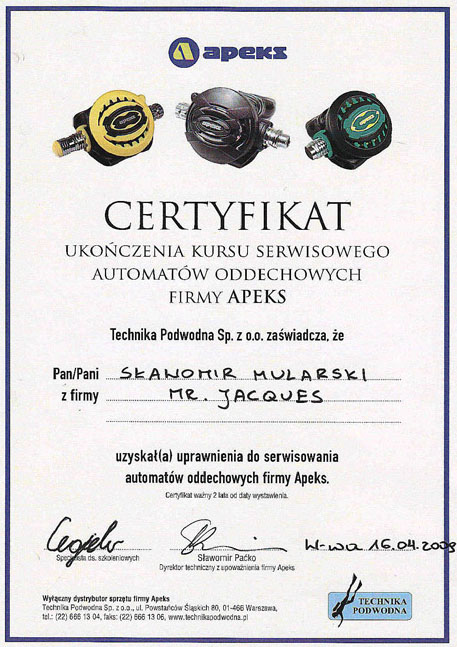 apeks
apeks
CERTYFIKAT
UKOŃCZENIA KURSU SERWISOWEGO
AUTOMATÓW ODDECHOWYCH
FIRMY APEKS
Technika Podwodna Sp. z o.o. zaświadcza, że
Pan/Pani SŁAWOMIR MULARSKI
z firmy MR. JACQUES
uzyskał(a) uprawnienia do serwisowania
automatów oddechowych firmy Apeks.
Certyfikat ważny 2 lata od daty wystawienia.
W-wa 16.04.2009
Specjalista ds. szkoleniowych
Sławomir Paćko
Dyrektor techniczny z upoważnienia firmy Apeks
Wyłączny dystrybutor sprzętu firmy Apeks
Technika Podwodna Sp. z o.o., ul. Powstańców Śląskich 80, 01-466 Warszawa,
tel.: (22) 666 13 04, faks: (22) 666 13 06, www.technikapodwodna.pl
TECHNIKA
PODWODNA